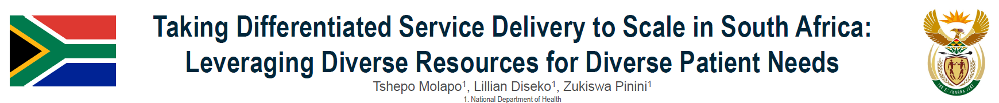 Taking Differentiated Service Delivery to Scale in South Africa:
Leveraging Diverse Resources for Diverse Patient Needs
Tshepo Molapo¹, Lillian Diseko¹, Zukiswa Pinini¹
1. National Department of Health